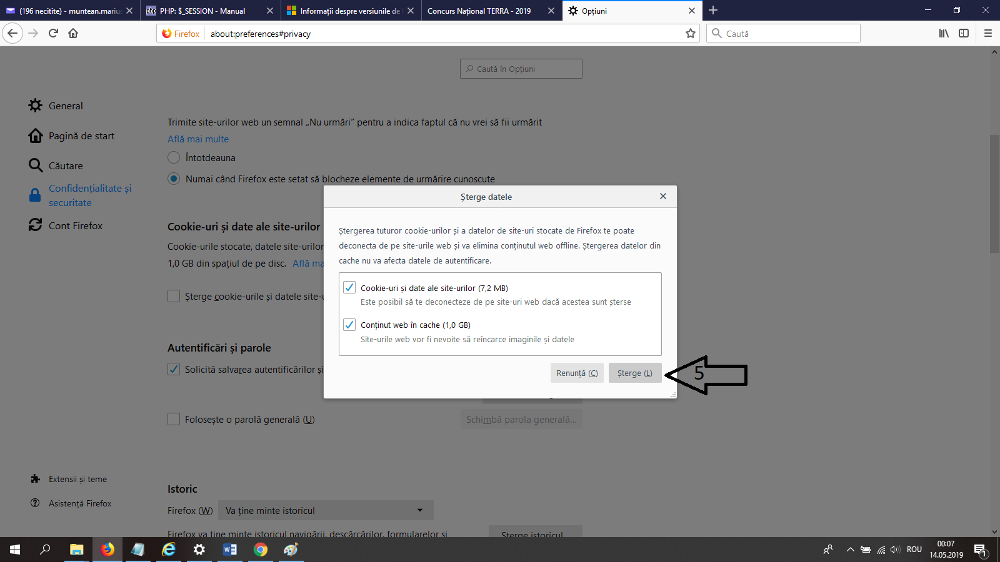 (196 necitite) - muntean.marius
PHP: $_SESSION - Manual
Informații despre versiunile de
Concurs Național TERRA - 2019
Opțiuni
Firefox
about:preferences#privacy
Caută
Caută în Opțiuni
General
Pagină de start
Căutare
Confidențialitate și
securitate
Cont Firefox
Extensii și teme
Asistență Firefox
Trimite site-urilor web un semnal „Nu urmări” pentru a indica faptul că nu vrei să fii urmărit
Află mai multe
Întotdeauna
Numai când Firefox este setat să blocheze elemente de urmărire cunoscute
Cookie-uri și date ale site-urilor
Cookie-urile stocate, datele site-urilor
1,0 GB din spațiul de pe disc. Află ma
Șterge cookie-urile și datele site-u
Autentificări și parole
Solicită salvarea autentificărilor și
Folosește o parolă generală (U)
Schimbă parola generală...
Istoric
Firefox (W)
Va ține minte istoricul
Firefox va ține minte istoricul navigării, descărcărilor, formularelor și
Șterge istoricul
Șterge datele
Ștergerea tuturor cookie-urilor și a datelor de site-uri stocate de Firefox te poate
deconecta de pe site-urile web și va elimina conținutul web offline. Ștergerea datelor din
cache nu va afecta datele de autentificare.
Cookie-uri și date ale site-urilor (7,2 MB)
Este posibil să te deconecteze de pe site-uri web dacă acestea sunt șterse
Conținut web în cache (1,0 GB)
Site-urile web vor fi nevoite să reîncarce imaginile și datele
Renunță (C)
Șterge (L)
5
ROU
00:07
14.05.2019
1